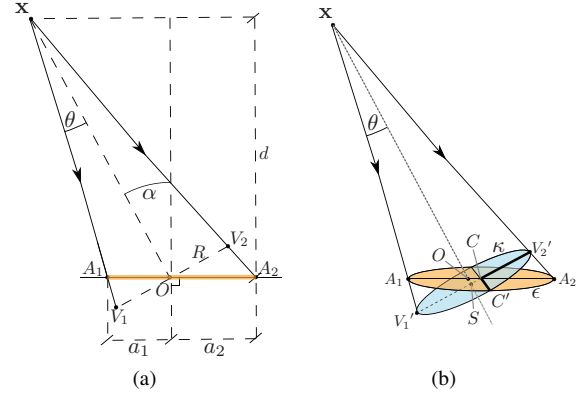 x
θ
α
d
R
V₂
A₁
O
A₂
V₁
a₁
a₂
(a)
x
θ
C
κ
V₂'
O
A₁
A₂
ϵ
V₁'
S
C'
(b)